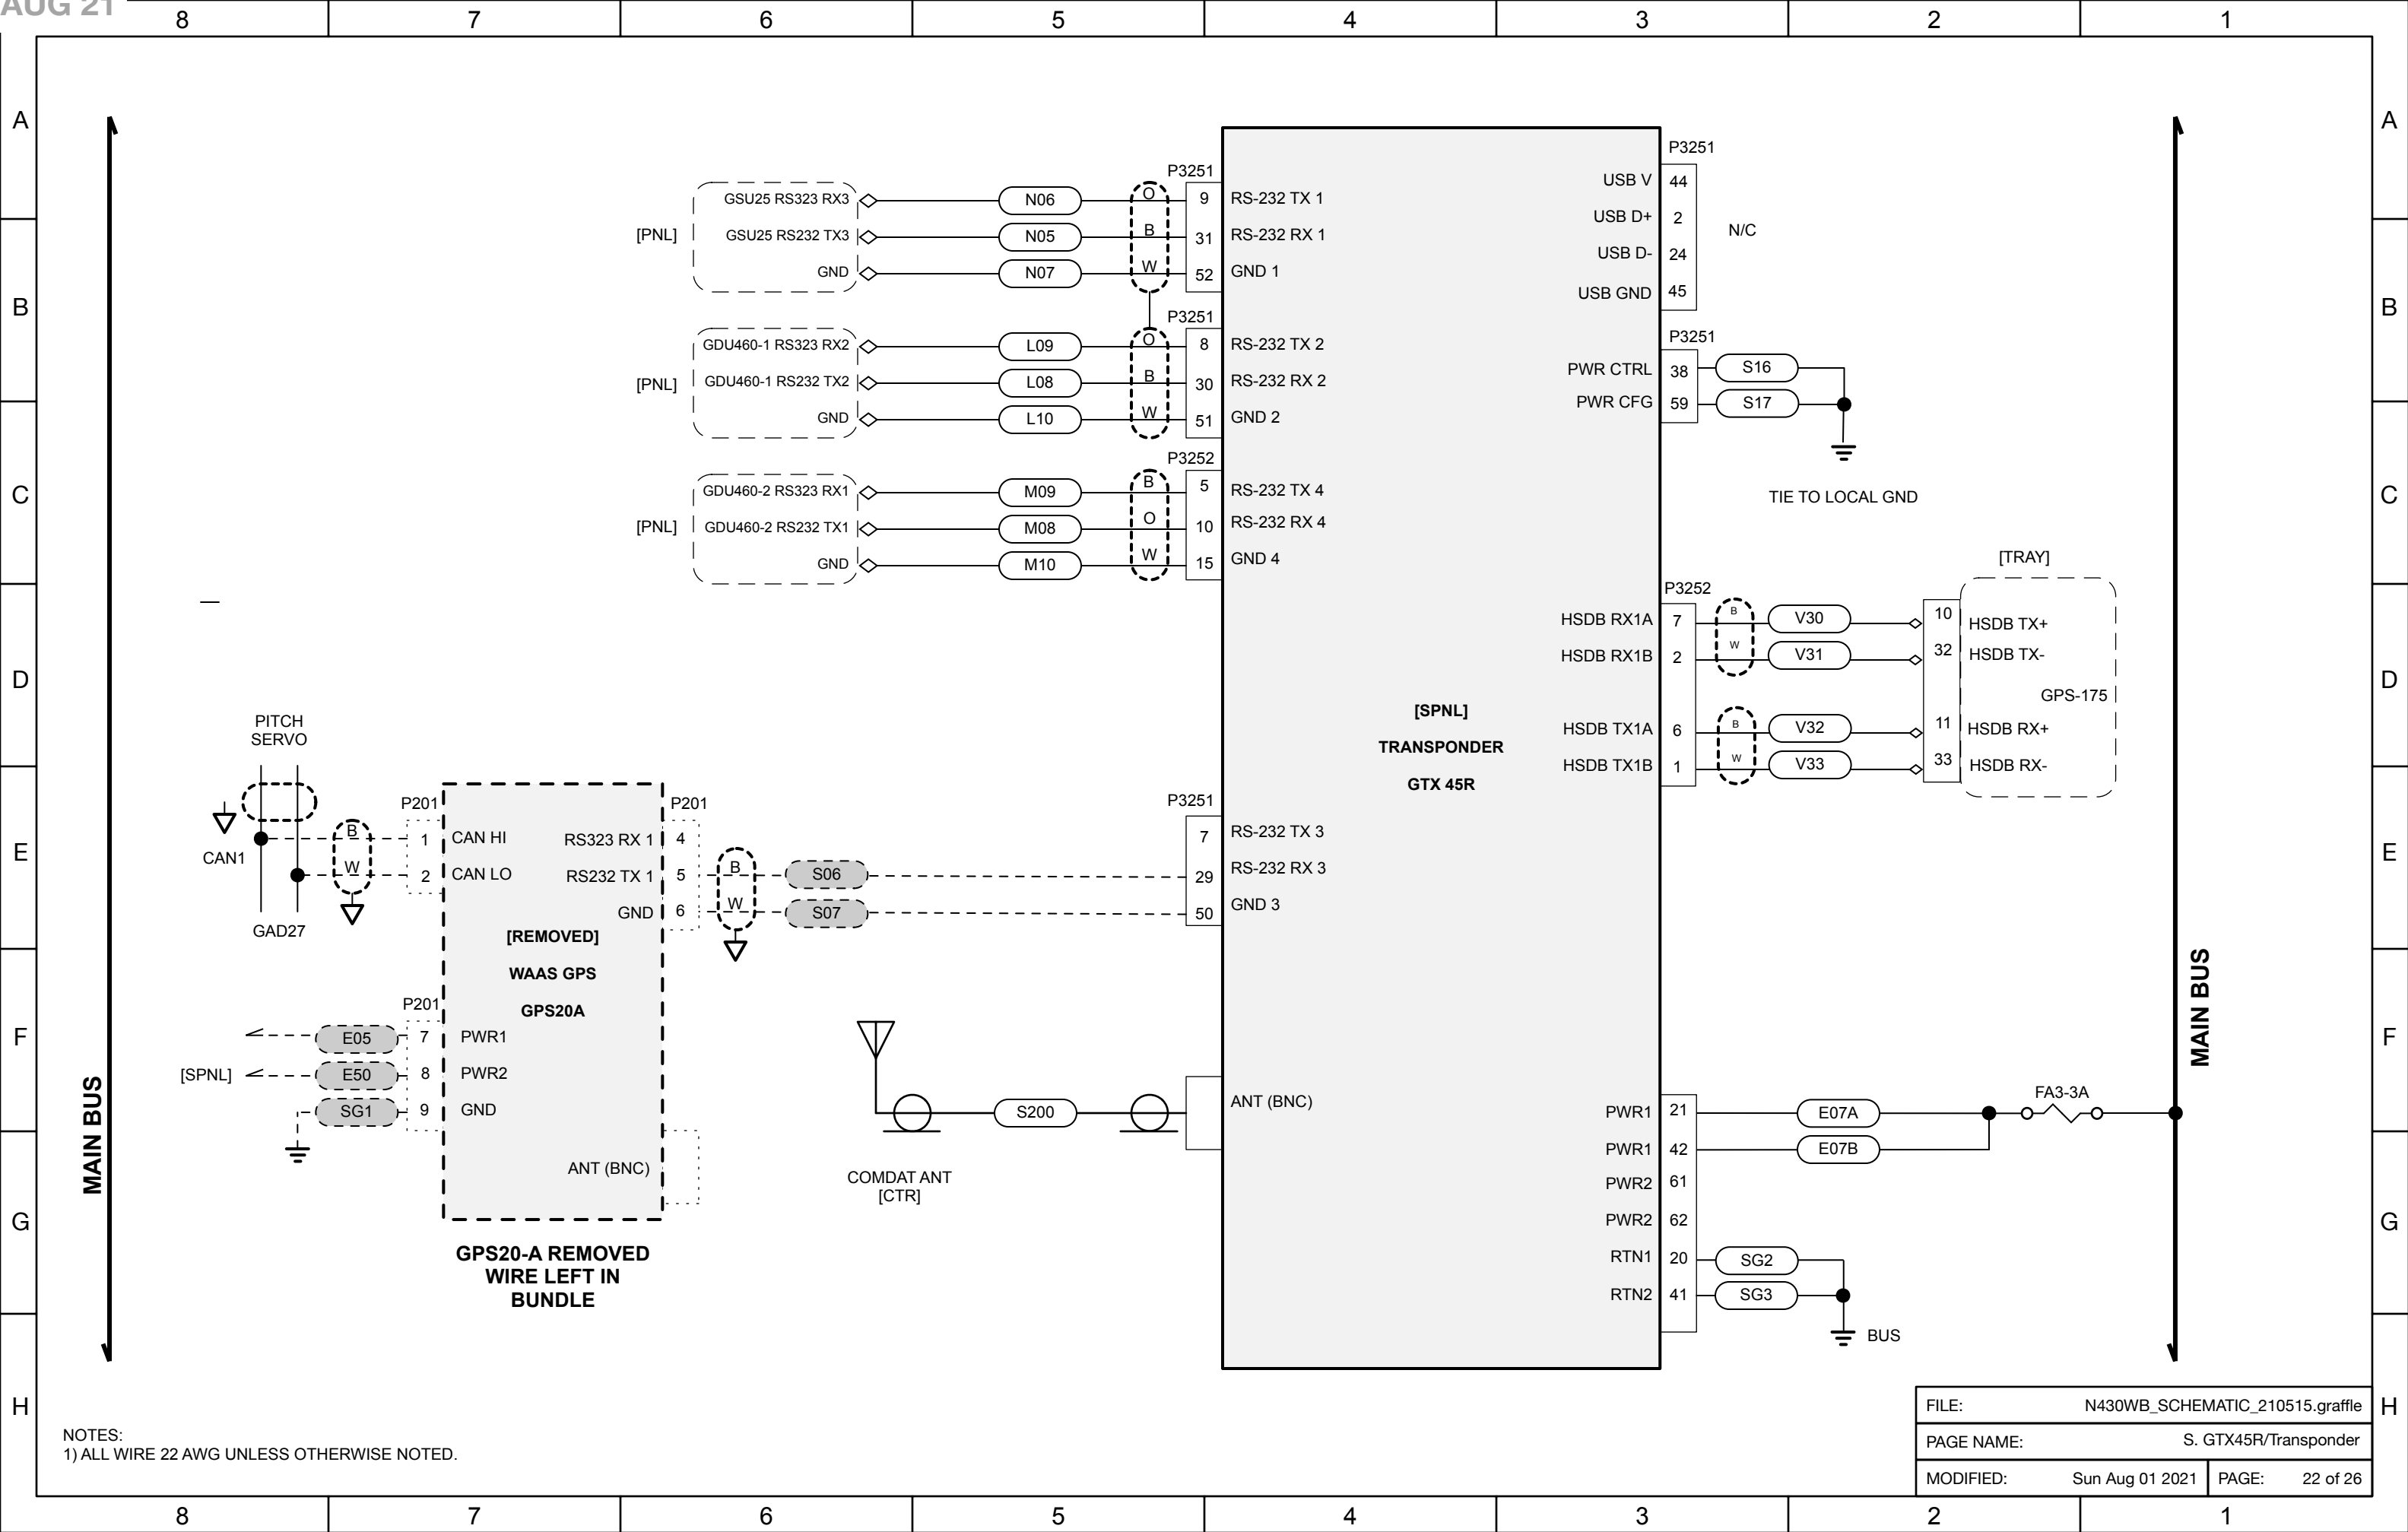 AUG 21
8 7 6 5 4 3 2 1
A A
B B
C C
D D
E E
F F
G G
H H
MAIN BUS
[PNL]
GSU25 RS323 RX3
GSU25 RS232 TX3
GND
N06
N05
N07
O
B
W
P3251
9 RS-232 TX 1
31 RS-232 RX 1
52 GND 1
[PNL]
GDU460-1 RS323 RX2
GDU460-1 RS232 TX2
GND
L09
L08
L10
O
B
W
P3251
8 RS-232 TX 2
30 RS-232 RX 2
51 GND 2
[PNL]
GDU460-2 RS323 RX1
GDU460-2 RS232 TX1
GND
M09
M08
M10
B
O
W
P3252
5 RS-232 TX 4
10 RS-232 RX 4
15 GND 4
PITCH
SERVO
CAN1
GAD27
B
W
P201
1 CAN HI
2 CAN LO
P201
RS323 RX 1 4
RS232 TX 1 5
GND 6
[REMOVED]
WAAS GPS
GPS20A
B
W
S06
S07
P3251
7 RS-232 TX 3
29 RS-232 RX 3
50 GND 3
[SPNL]
E05
E50
SG1
P201
7 PWR1
8 PWR2
9 GND
ANT (BNC)
GPS20-A REMOVED
WIRE LEFT IN
BUNDLE
COMDAT ANT
[CTR]
S200
ANT (BNC)
[SPNL]
TRANSPONDER
GTX 45R
P3251
USB V 44
USB D+ 2
USB D- 24
USB GND 45
N/C
P3251
PWR CTRL 38 S16
PWR CFG 59 S17
TIE TO LOCAL GND
[TRAY]
P3252
HSDB RX1A 7 B V30 10 HSDB TX+
HSDB RX1B 2 W V31 32 HSDB TX-
GPS-175
HSDB TX1A 6 B V32 11 HSDB RX+
HSDB TX1B 1 W V33 33 HSDB RX-
PWR1 21 E07A
FA3-3A
PWR1 42 E07B
PWR2 61
PWR2 62
RTN1 20 SG2
RTN2 41 SG3
BUS
MAIN BUS
NOTES:
1) ALL WIRE 22 AWG UNLESS OTHERWISE NOTED.
FILE: N430WB_SCHEMATIC_210515.graffle
PAGE NAME: S. GTX45R/Transponder
MODIFIED: Sun Aug 01 2021 PAGE: 22 of 26
8 7 6 5 4 3 2 1